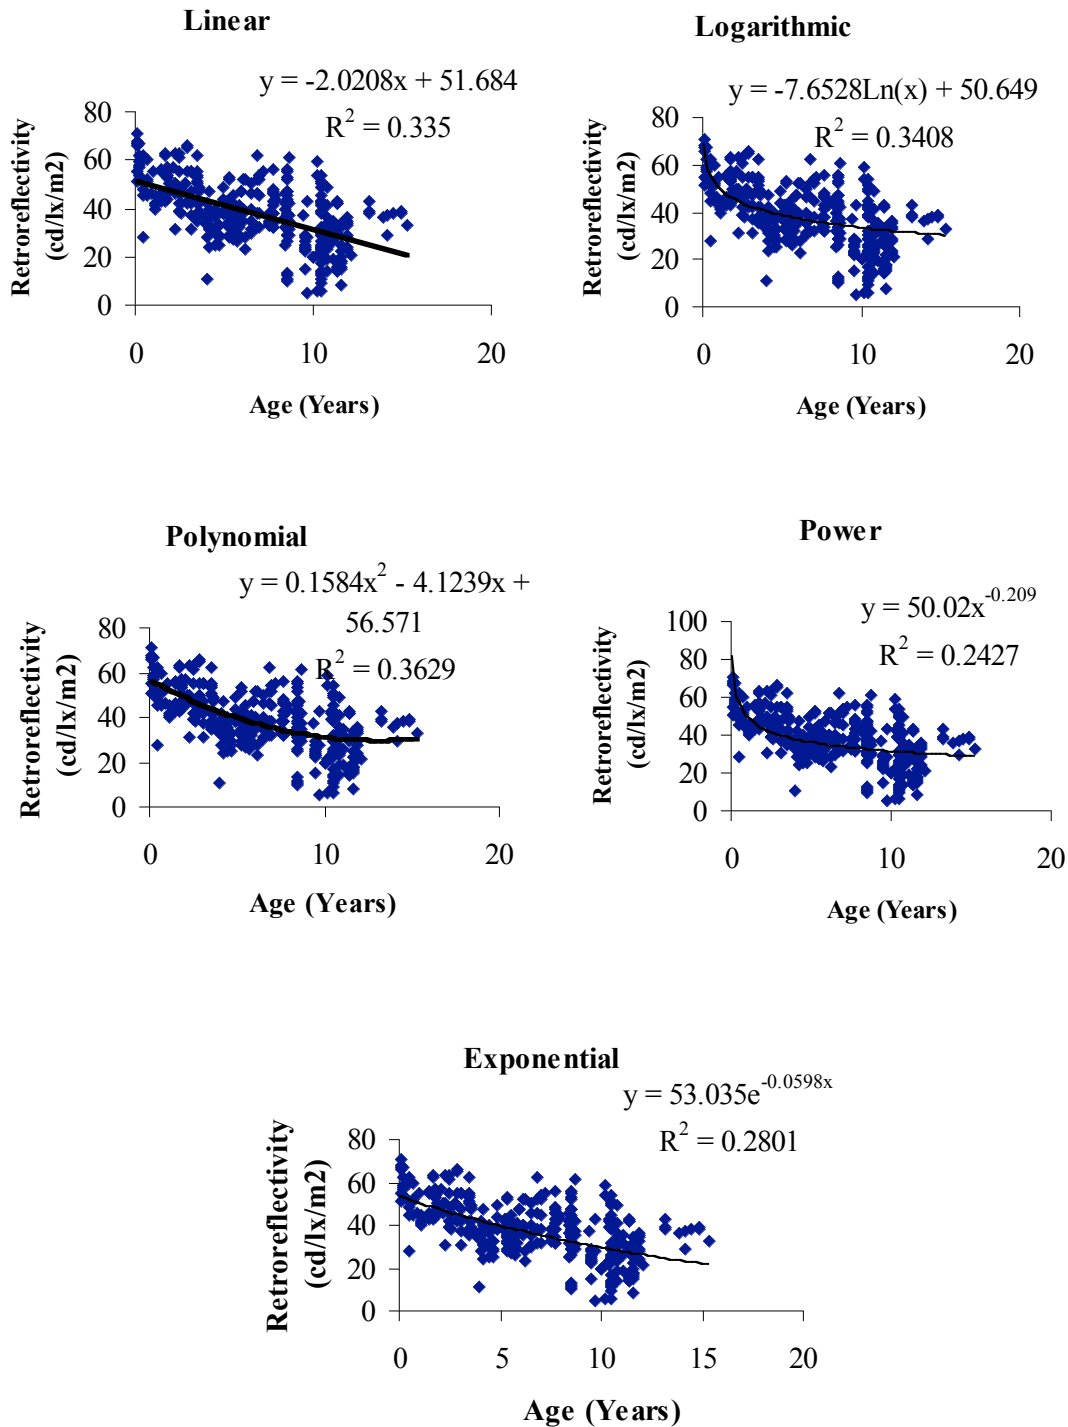 Linear
y = -2.0208x + 51.684
R² = 0.335
Retroreflectivity
(cd/lx/m2)
80
60
40
20
0
0 10 20
Age (Years)
Logarithmic
y = -7.6528Ln(x) + 50.649
R² = 0.3408
Retroreflectivity
(cd/lx/m2)
80
60
40
20
0
0 10 20
Age (Years)
Polynomial
y = 0.1584x² - 4.1239x +
56.571
R² = 0.3629
Retroreflectivity
(cd/lx/m2)
80
60
40
20
0
0 10 20
Age (Years)
Power
y = 50.02x⁻⁰·²⁰⁹
R² = 0.2427
Retroreflectivity
(cd/lx/m2)
100
80
60
40
20
0
0 10 20
Age (Years)
Exponential
y = 53.035e⁻⁰·⁰⁵⁹⁸ˣ
R² = 0.2801
Retroreflectivity
(cd/lx/m2)
80
60
40
20
0
0 5 10 15 20
Age (Years)